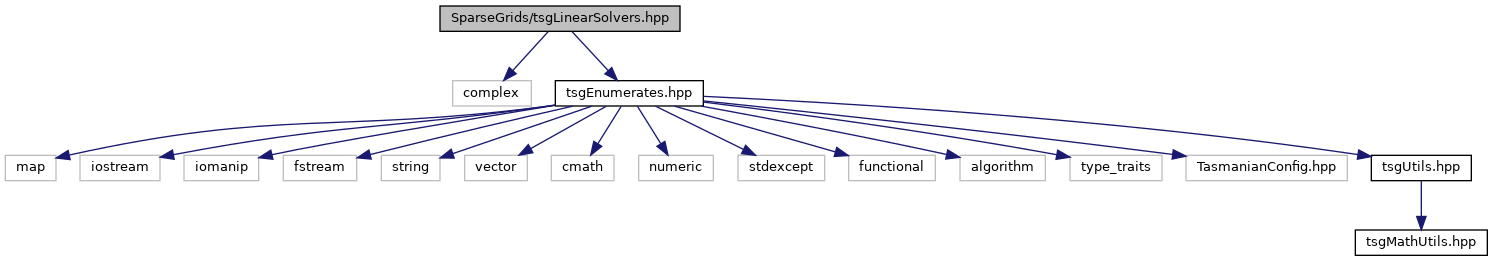 SparseGrids/tsgLinearSolvers.hpp
complex
tsgEnumerates.hpp
map
iostream
iomanip
fstream
string
vector
cmath
numeric
stdexcept
functional
algorithm
type_traits
TasmanianConfig.hpp
tsgUtils.hpp
tsgMathUtils.hpp